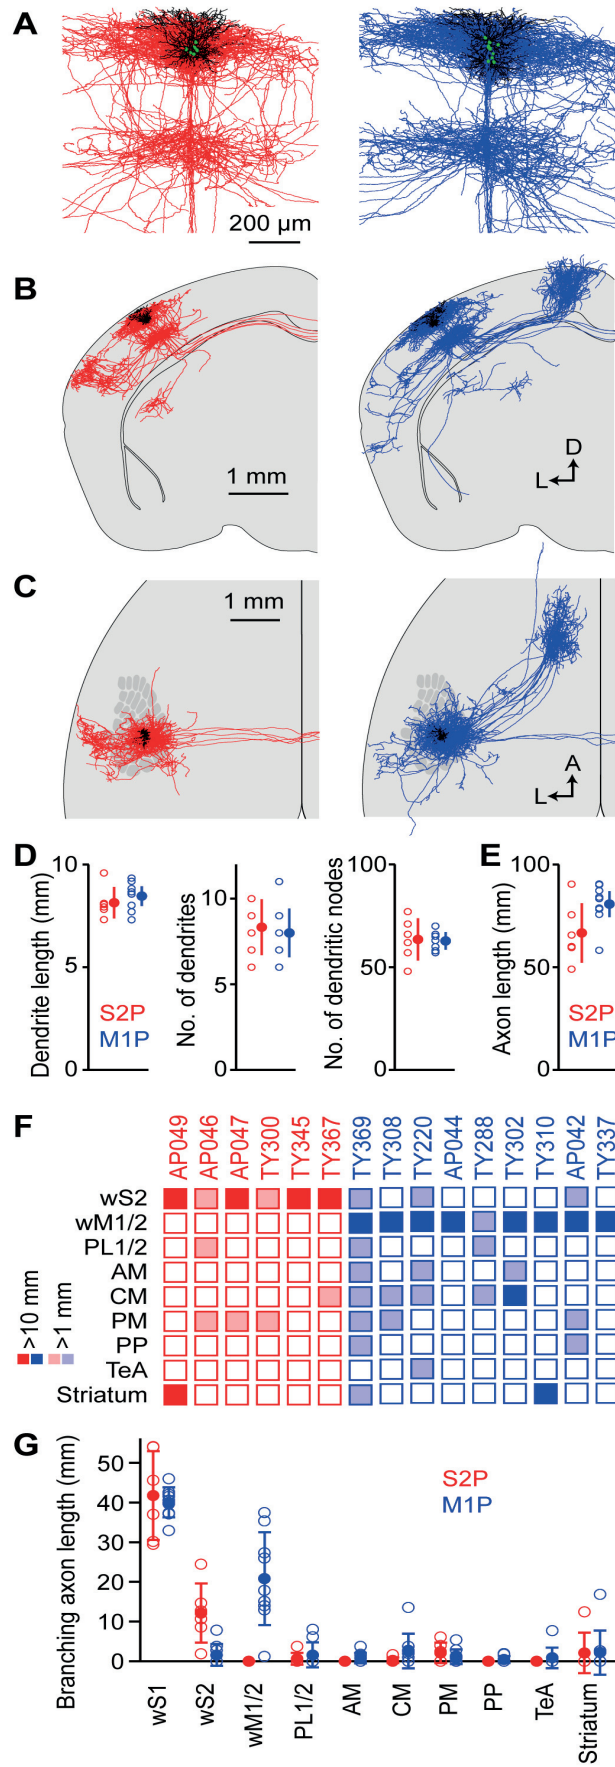 A
200 µm
B
1 mm
D
L
C
1 mm
A
L
D
E
Dendrite length (mm)
10
5
0
S2P
M1P
No. of dendrites
10
5
0
No. of dendritic nodes
100
50
0
Axon length (mm)
100
50
0
S2P
M1P
F
AP049
AP046
AP047
TY300
TY345
TY367
TY369
TY308
TY220
AP044
TY288
TY302
TY310
AP042
TY337
wS2
wM1/2
PL1/2
AM
CM
PM
PP
TeA
Striatum
>10 mm
>1 mm
G
Branching axon length (mm)
50
40
30
20
10
0
S2P
M1P
wS1
wS2
wM1/2
PL1/2
AM
CM
PM
PP
TeA
Striatum